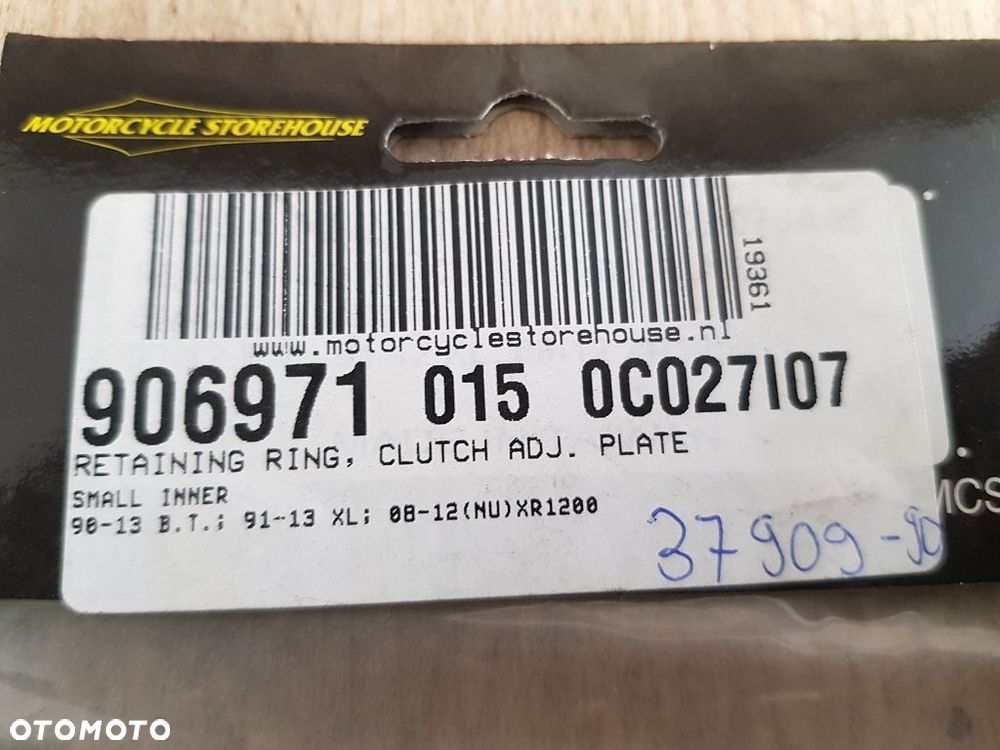 MOTORCYCLE STOREHOUSE
19361
www.motorcyclestorehouse.nl
906971 015 0C027I07
RETAINING RING, CLUTCH ADJ. PLATE
SMALL INNER
90-13 B.T.; 91-13 XL; 08-12(NU)XR1200
37909-90
MCS
OTOMOTO